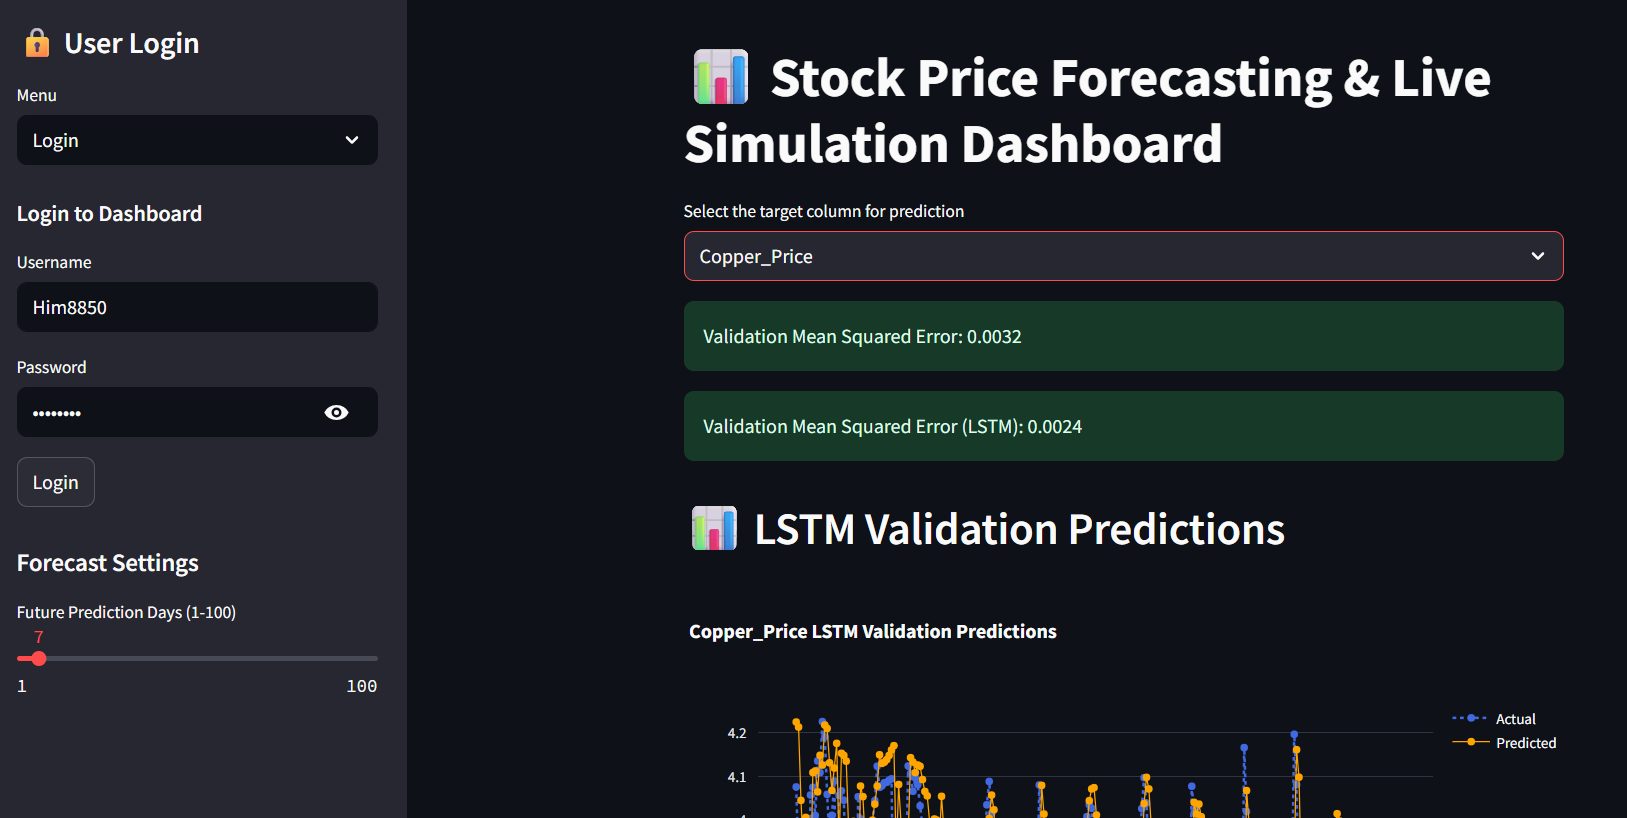 User Login
Menu
Login
Login to Dashboard
Username
Him8850
Password
••••••••
Login
Forecast Settings
Future Prediction Days (1-100)
7
1
100
Stock Price Forecasting & Live
Simulation Dashboard
Select the target column for prediction
Copper_Price
Validation Mean Squared Error: 0.0032
Validation Mean Squared Error (LSTM): 0.0024
LSTM Validation Predictions
Copper_Price LSTM Validation Predictions
4.2
4.1
Actual
Predicted